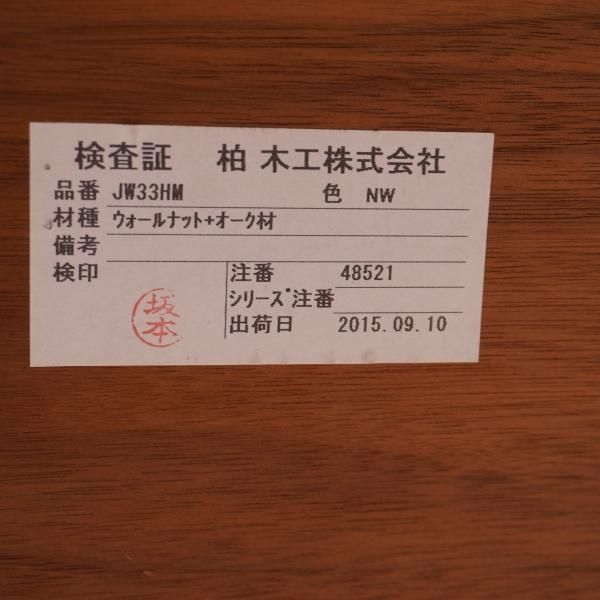 検査証 柏木工株式会社
品番 JW33HM 色 NW
材種 ウォールナット+オーク材
備考
検印 注番 48521
シリーズ注番
出荷日 2015.09.10
坂本